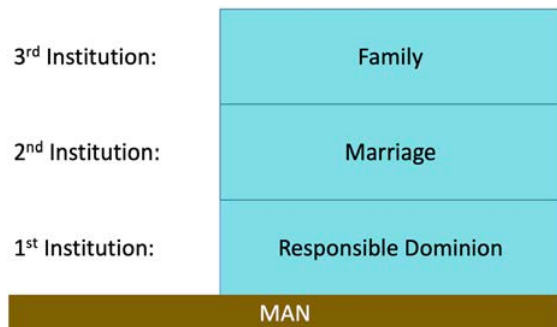 3rd Institution: Family
2nd Institution: Marriage
1st Institution: Responsible Dominion
MAN